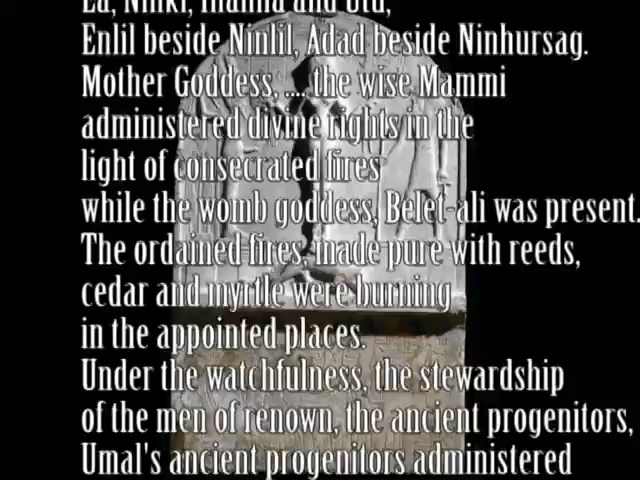 Ea, Ninki, Inanna and Utu,
Enlil beside Ninlil, Adad beside Ninhursag.
Mother Goddess, .... the wise Mammi
administered divine rights in the
light of consecrated fires
while the womb goddess, Belet-ali was present.
The ordained fires, made pure with reeds,
cedar and myrtle were burning
in the appointed places.
Under the watchfulness, the stewardship
of the men of renown, the ancient progenitors,
Umal's ancient progenitors administered